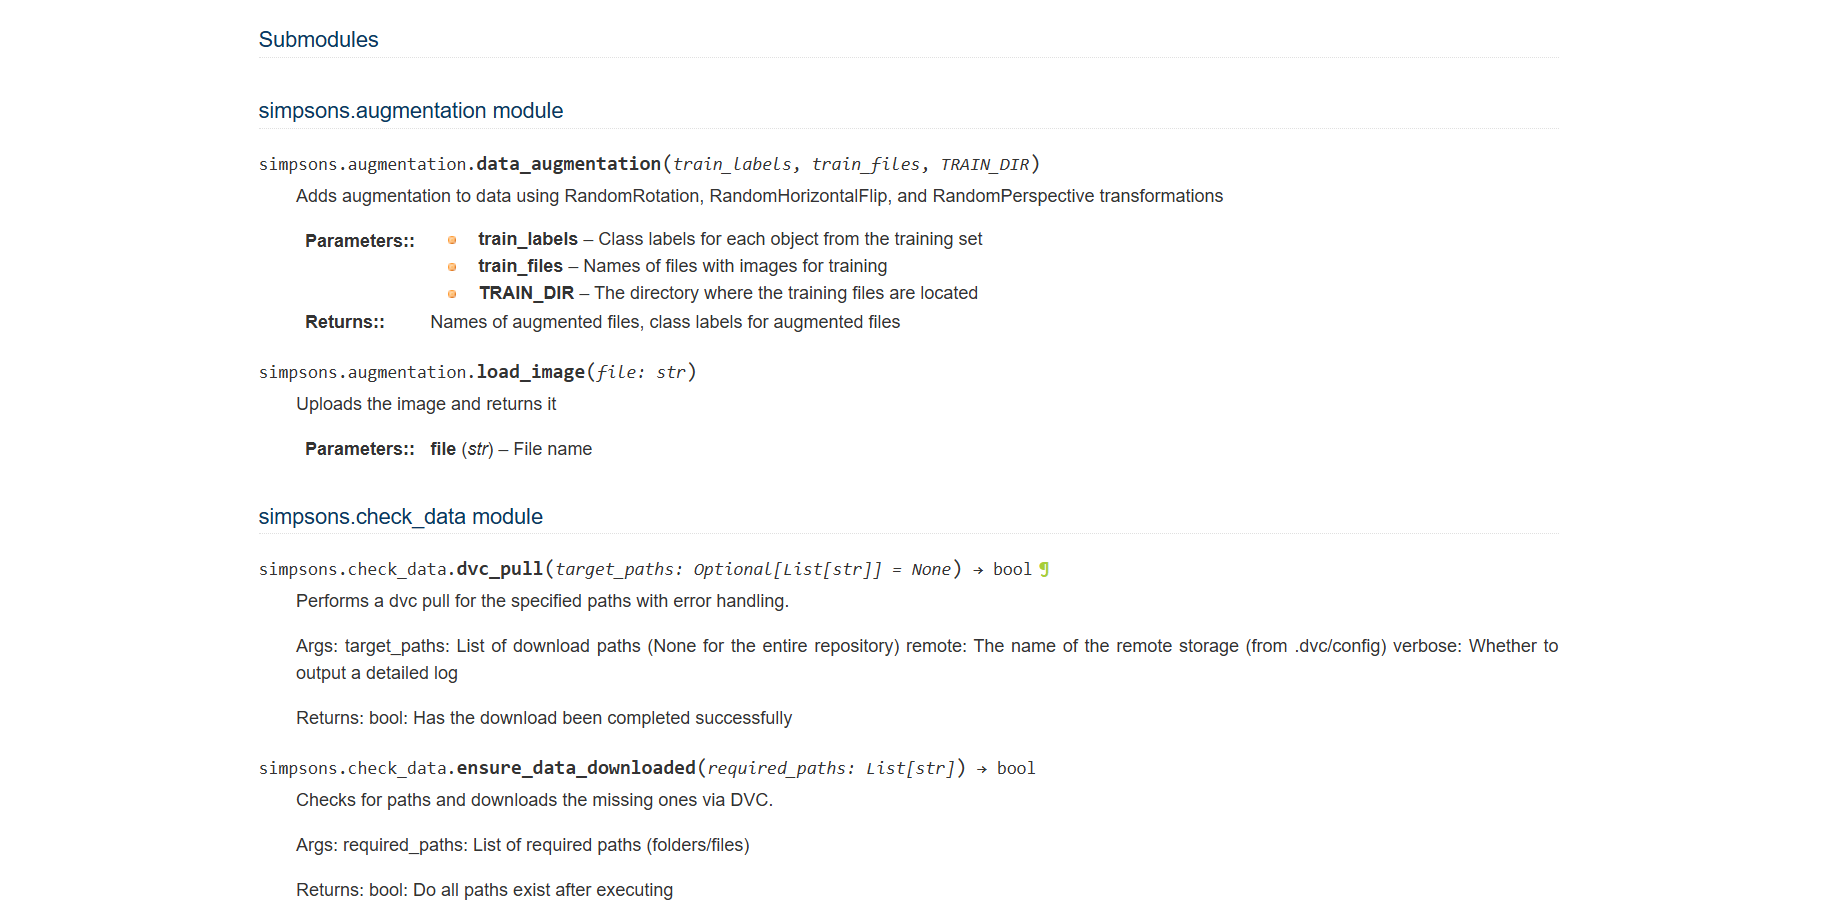 Submodules
simpsons.augmentation module
simpsons.augmentation.data_augmentation(train_labels, train_files, TRAIN_DIR)
Adds augmentation to data using RandomRotation, RandomHorizontalFlip, and RandomPerspective transformations
Parameters:: train_labels – Class labels for each object from the training set
train_files – Names of files with images for training
TRAIN_DIR – The directory where the training files are located
Returns:: Names of augmented files, class labels for augmented files
simpsons.augmentation.load_image(file: str)
Uploads the image and returns it
Parameters:: file (str) – File name
simpsons.check_data module
simpsons.check_data.dvc_pull(target_paths: Optional[List[str]] = None) → bool ¶
Performs a dvc pull for the specified paths with error handling.
Args: target_paths: List of download paths (None for the entire repository) remote: The name of the remote storage (from .dvc/config) verbose: Whether to
output a detailed log
Returns: bool: Has the download been completed successfully
simpsons.check_data.ensure_data_downloaded(required_paths: List[str]) → bool
Checks for paths and downloads the missing ones via DVC.
Args: required_paths: List of required paths (folders/files)
Returns: bool: Do all paths exist after executing